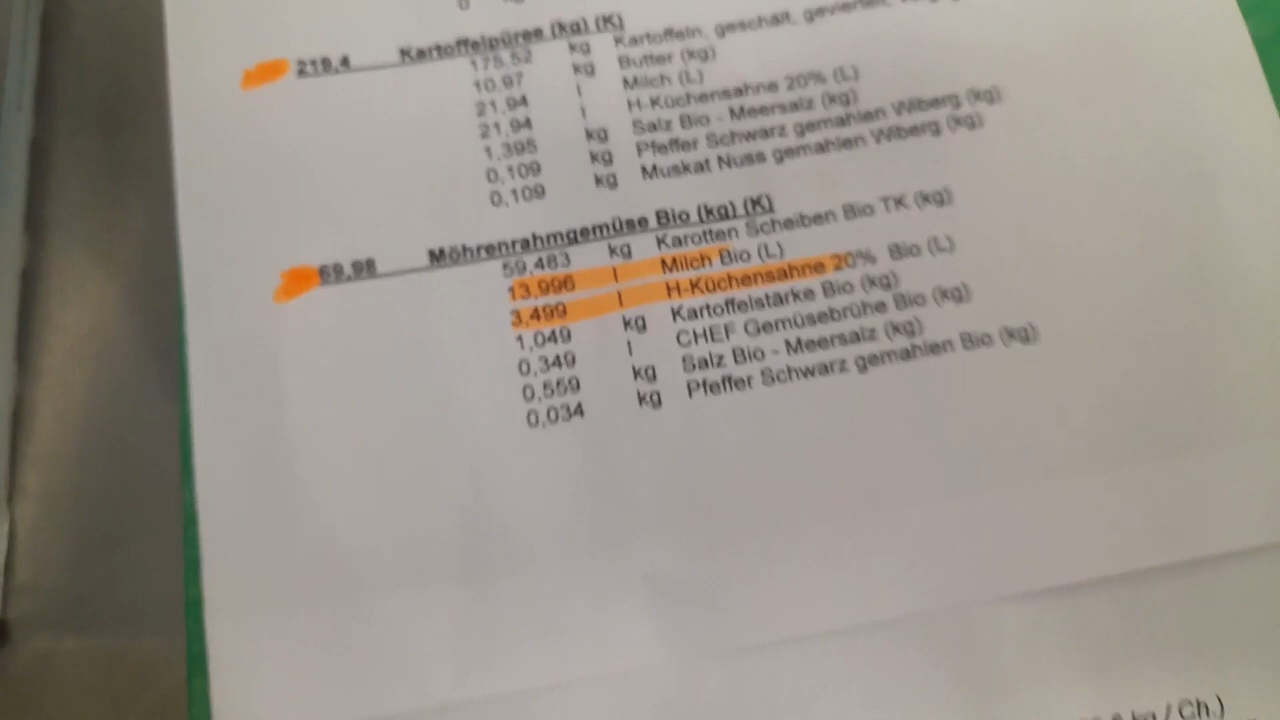 219,4 Kartoffelpüree (kg) (K)
175,52 kg Kartoffeln, geschält, geviertelt,
10,97 kg Butter (kg)
21,94 l Milch (L)
21,94 l H-Küchensahne 20% (L)
1,395 kg Salz Bio - Meersalz (kg)
0,109 kg Pfeffer Schwarz gemahlen Wiberg (kg)
0,109 kg Muskat Nuss gemahlen Wiberg (kg)
69,98 Möhrenrahmgemüse Bio (kg) (K)
59,483 kg Karotten Scheiben Bio TK (kg)
13,996 l Milch Bio (L)
3,499 l H-Küchensahne 20% Bio (L)
1,049 kg Kartoffelstärke Bio (kg)
0,349 l CHEF Gemüsebrühe Bio (kg)
0,559 kg Salz Bio - Meersalz (kg)
0,034 kg Pfeffer Schwarz gemahlen Bio (kg)
kg / Ch.)